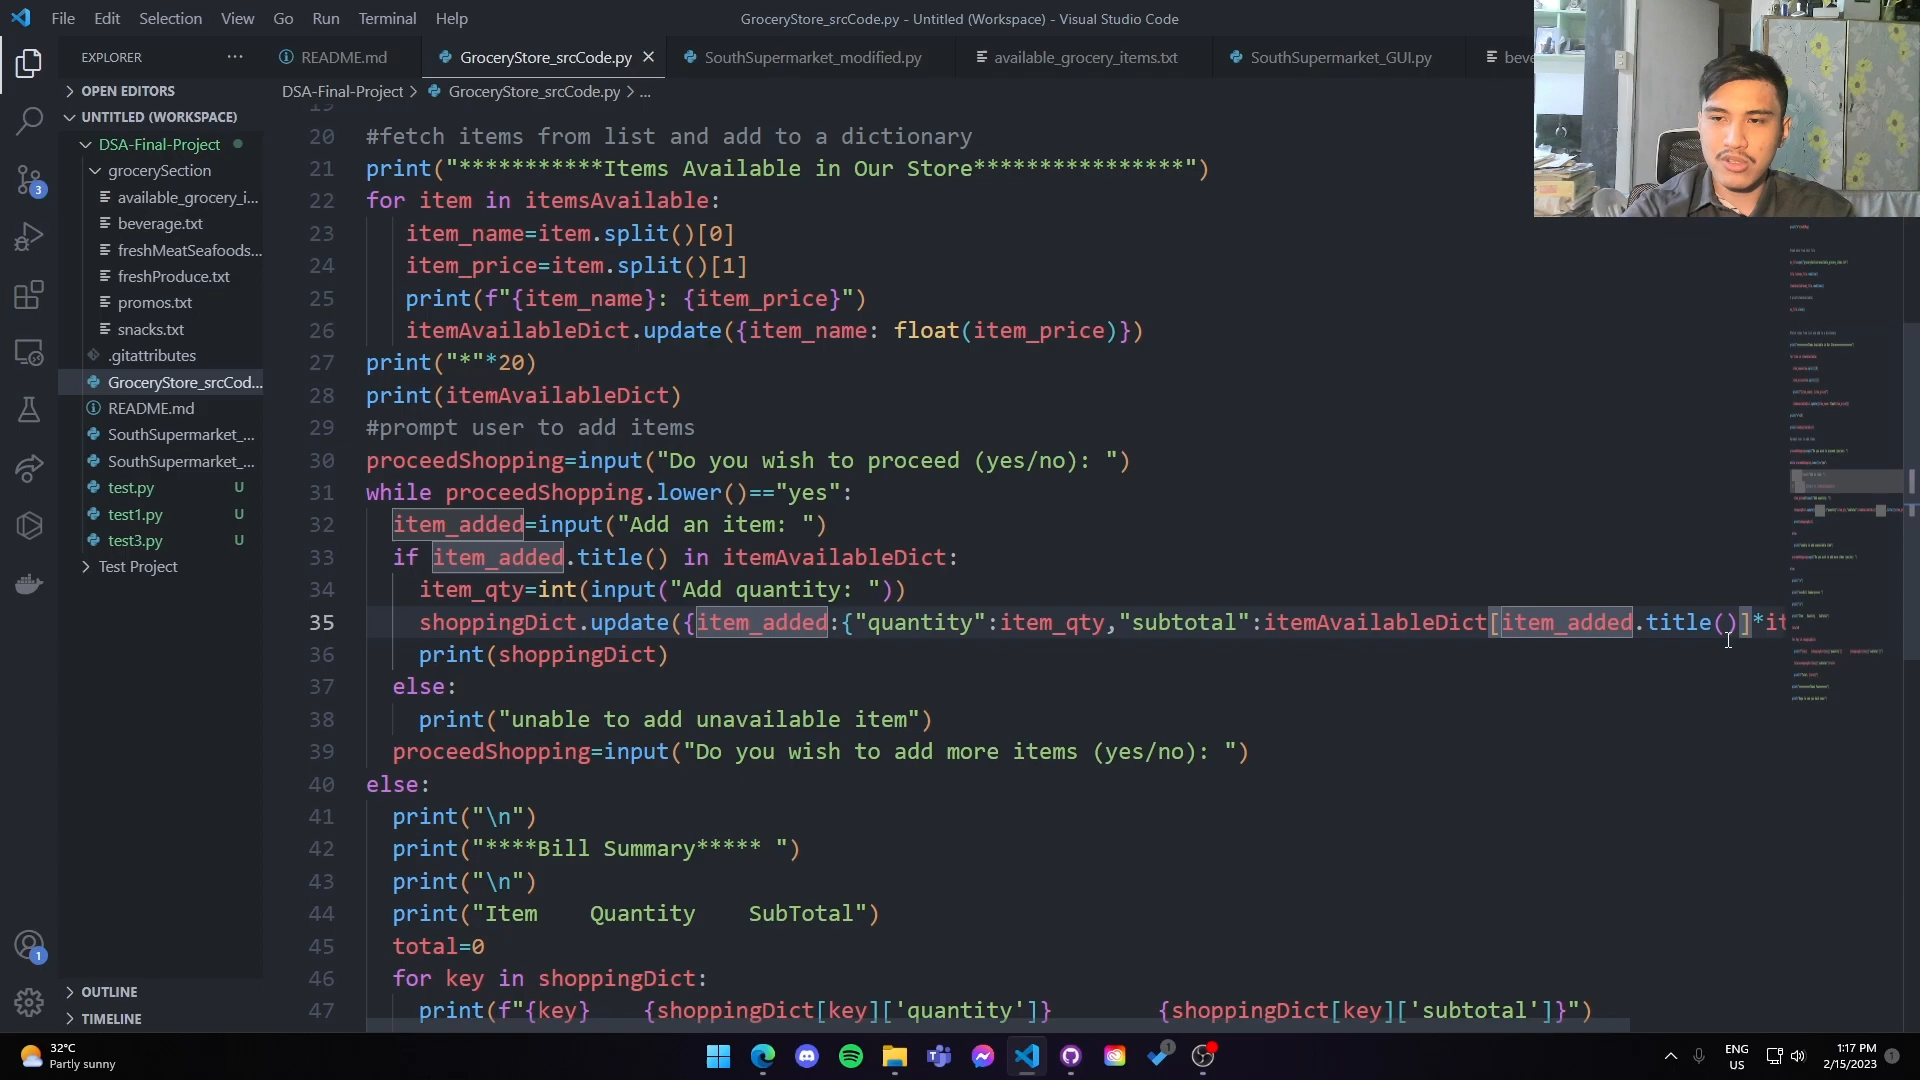 File Edit Selection View Go Run Terminal Help
GroceryStore_srcCode.py - Untitled (Workspace) - Visual Studio Code
EXPLORER ···
README.md
GroceryStore_srcCode.py
SouthSupermarket_modified.py
available_grocery_items.txt
SouthSupermarket_GUI.py
beve
DSA-Final-Project > GroceryStore_srcCode.py > ...
OPEN EDITORS
UNTITLED (WORKSPACE)
DSA-Final-Project
grocerySection
available_grocery_i...
beverage.txt
freshMeatSeafoods...
freshProduce.txt
promos.txt
snacks.txt
.gitattributes
GroceryStore_srcCod...
README.md
SouthSupermarket_...
SouthSupermarket_...
test.py U
test1.py U
test3.py U
Test Project
OUTLINE
TIMELINE
3
1
19
20 #fetch items from list and add to a dictionary
21 print("***********Items Available in Our Store****************")
22 for item in itemsAvailable:
23 item_name=item.split()[0]
24 item_price=item.split()[1]
25 print(f"{item_name}: {item_price}")
26 itemAvailableDict.update({item_name: float(item_price)})
27 print("*"*20)
28 print(itemAvailableDict)
29 #prompt user to add items
30 proceedShopping=input("Do you wish to proceed (yes/no): ")
31 while proceedShopping.lower()=="yes":
32 item_added=input("Add an item: ")
33 if item_added.title() in itemAvailableDict:
34 item_qty=int(input("Add quantity: "))
35 shoppingDict.update({item_added:{"quantity":item_qty,"subtotal":itemAvailableDict[item_added.title()]*it
36 print(shoppingDict)
37 else:
38 print("unable to add unavailable item")
39 proceedShopping=input("Do you wish to add more items (yes/no): ")
40 else:
41 print("\n")
42 print("****Bill Summary***** ")
43 print("\n")
44 print("Item    Quantity    SubTotal")
45 total=0
46 for key in shoppingDict:
47 print(f"{key}    {shoppingDict[key]['quantity']}        {shoppingDict[key]['subtotal']}")
32°C
Partly sunny
1
ENG
US
1:17 PM
2/15/2023
1